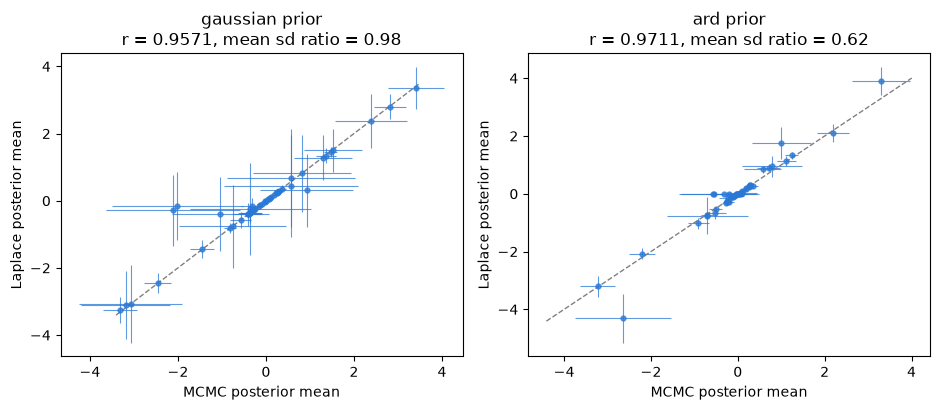 gaussian prior
r = 0.9571, mean sd ratio = 0.98
4
2
0
−2
−4
−4
−2
0
2
4
Laplace posterior mean
MCMC posterior mean
ard prior
r = 0.9711, mean sd ratio = 0.62
4
2
0
−2
−4
−4
−2
0
2
4
Laplace posterior mean
MCMC posterior mean